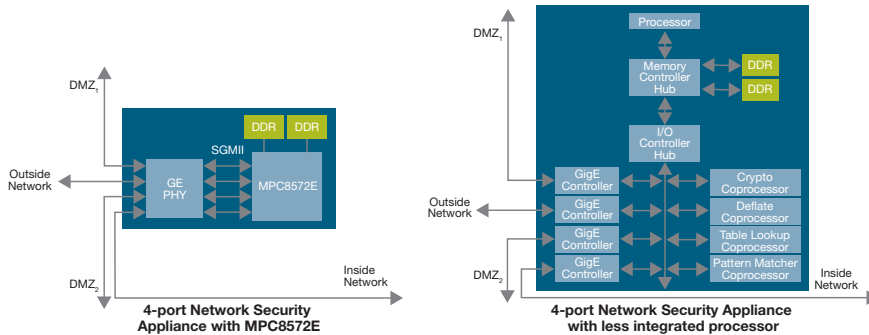 DMZ1
DDR
DDR
SGMII
Outside
Network
GE
PHY
MPC8572E
Inside
Network
DMZ2
4-port Network Security
Appliance with MPC8572E
Processor
DMZ1
Memory
Controller
Hub
DDR
DDR
I/O
Controller
Hub
GigE
Controller
Crypto
Coprocessor
Outside
Network
GigE
Controller
Deflate
Coprocessor
GigE
Controller
Table Lookup
Coprocessor
DMZ2
GigE
Controller
Pattern Matcher
Coprocessor
Inside
Network
4-port Network Security Appliance
with less integrated processor